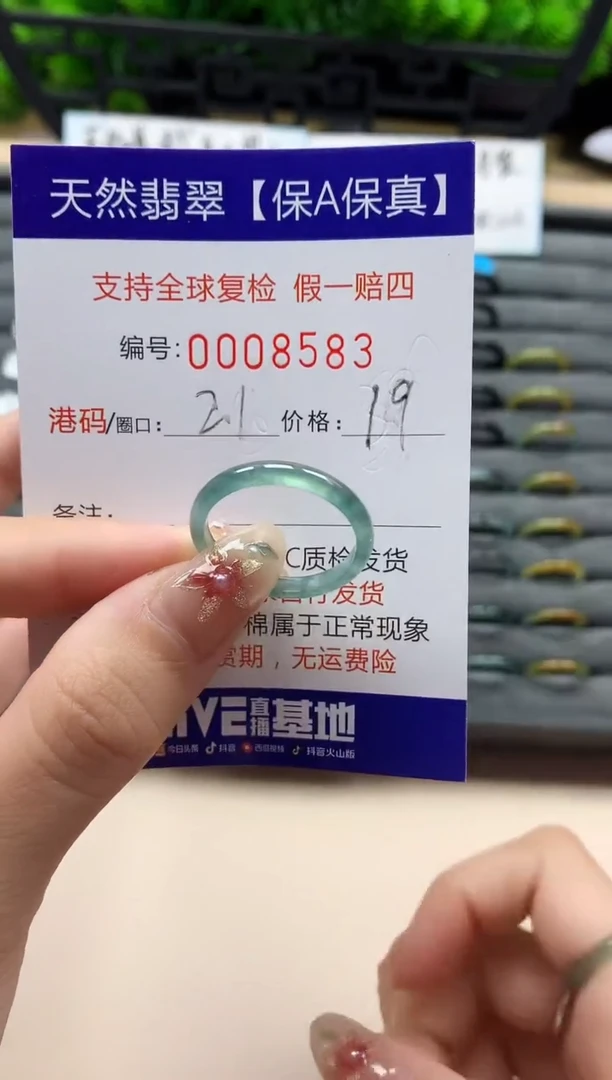 天然翡翠【保A保真】
支持全球复检 假一赔四
编号:0008583
港码/圈口: 21 价格: 19
备注:
C质检发货
发货
棉属于正常现象
期，无运费险
IVE直播基地
今日头条 抖音 西瓜视频 抖音火山版